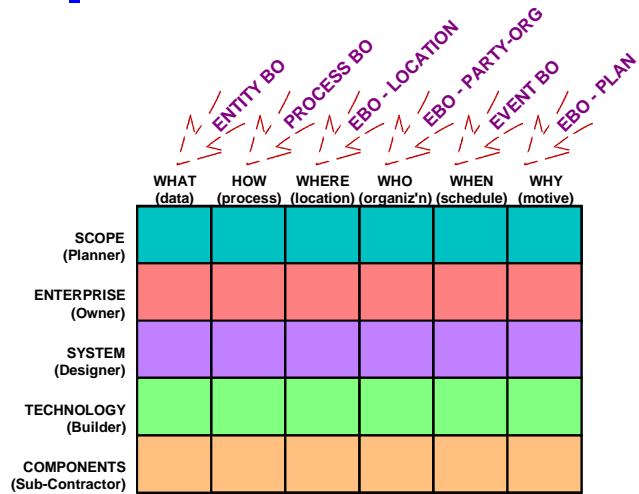 ENTITY BO
PROCESS BO
EBO - LOCATION
EBO - PARTY-ORG
EVENT BO
EBO - PLAN
WHAT
(data)
HOW
(process)
WHERE
(location)
WHO
(organiz'n)
WHEN
(schedule)
WHY
(motive)
SCOPE
(Planner)
ENTERPRISE
(Owner)
SYSTEM
(Designer)
TECHNOLOGY
(Builder)
COMPONENTS
(Sub-Contractor)